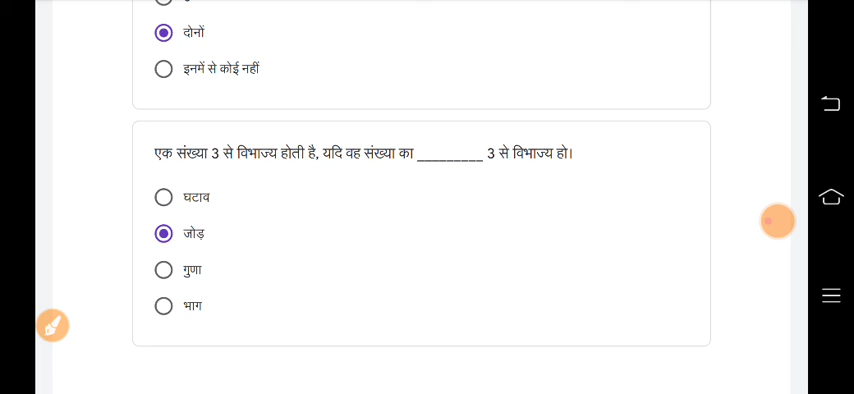 दोनों
इनमें से कोई नहीं
एक संख्या 3 से विभाज्य होती है, यदि वह संख्या का _________ 3 से विभाज्य हो।
घटाव
जोड़
गुणा
भाग